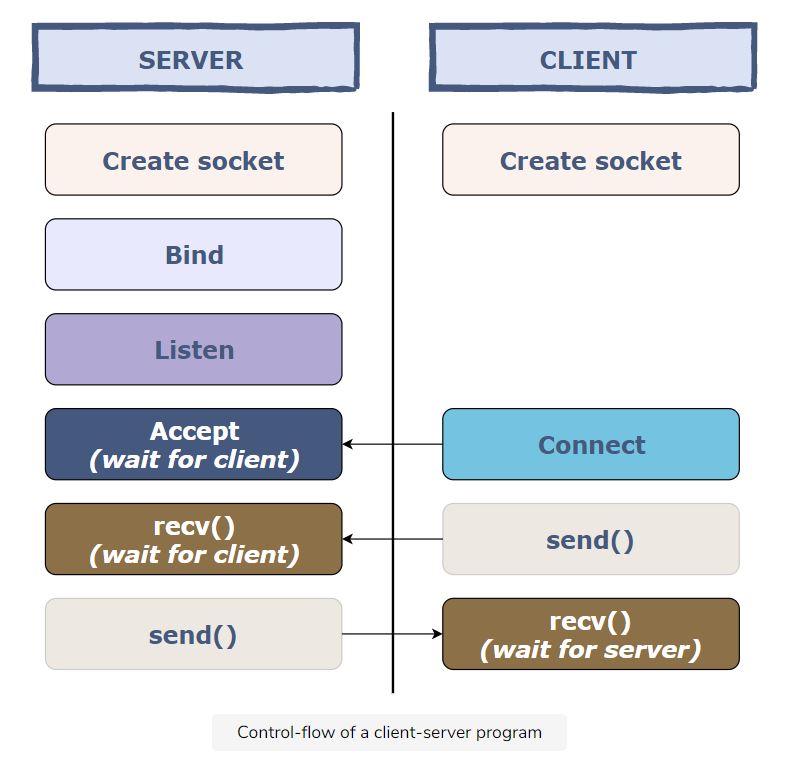 SERVER
CLIENT
Create socket
Create socket
Bind
Listen
Accept
(wait for client)
Connect
recv()
(wait for client)
send()
send()
recv()
(wait for server)
Control-flow of a client-server program